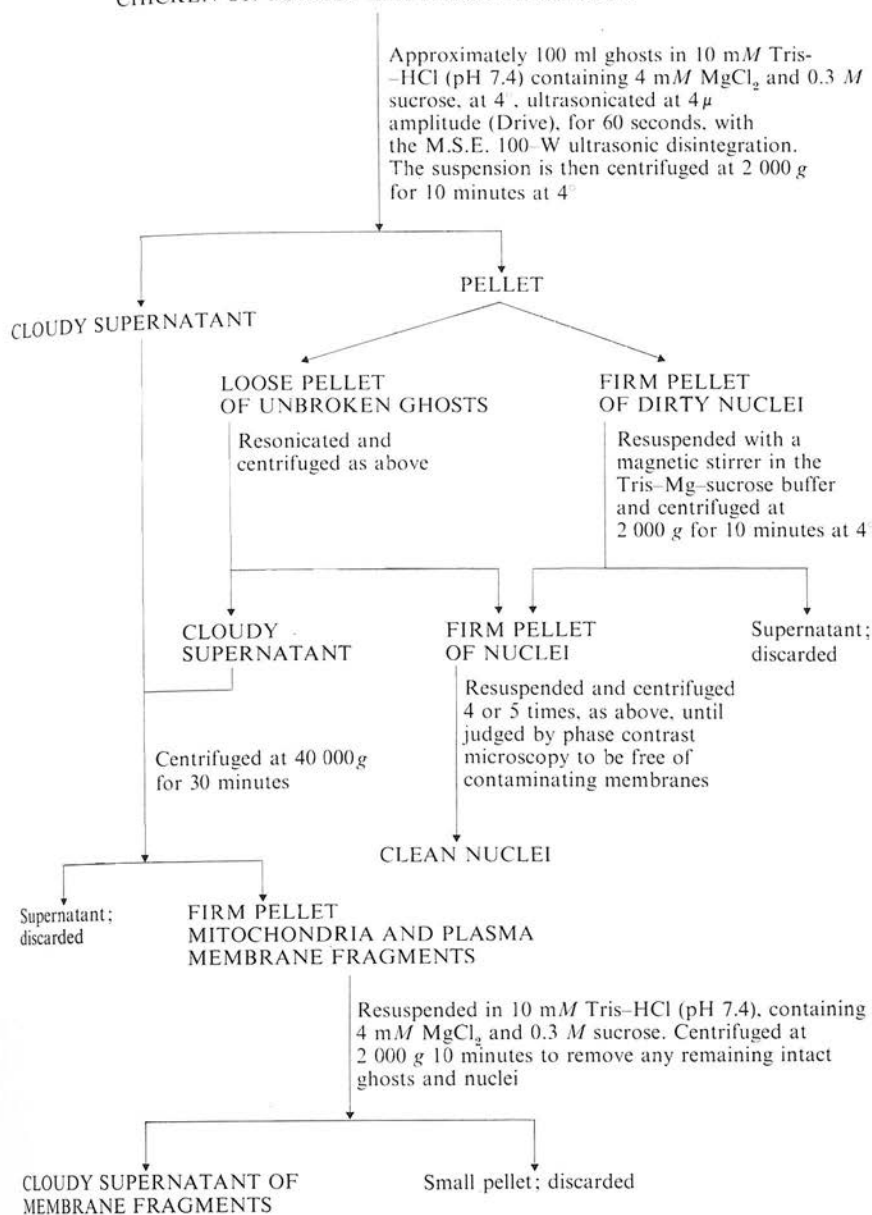 CHICKEN
Approximately 100 ml ghosts in 10 mM Tris-
-HCl (pH 7.4) containing 4 mM MgCl₂ and 0.3 M
sucrose, at 4°, ultrasonicated at 4μ
amplitude (Drive), for 60 seconds, with
the M.S.E. 100-W ultrasonic disintegration.
The suspension is then centrifuged at 2 000 g
for 10 minutes at 4°
PELLET
CLOUDY SUPERNATANT
LOOSE PELLET
OF UNBROKEN GHOSTS
Resonicated and
centrifuged as above
FIRM PELLET
OF DIRTY NUCLEI
Resuspended with a
magnetic stirrer in the
Tris–Mg–sucrose buffer
and centrifuged at
2 000 g for 10 minutes at 4°
CLOUDY
SUPERNATANT
FIRM PELLET
OF NUCLEI
Supernatant;
discarded
Resuspended and centrifuged
4 or 5 times, as above, until
judged by phase contrast
microscopy to be free of
contaminating membranes
Centrifuged at 40 000g
for 30 minutes
CLEAN NUCLEI
Supernatant;
discarded
FIRM PELLET
MITOCHONDRIA AND PLASMA
MEMBRANE FRAGMENTS
Resuspended in 10 mM Tris–HCl (pH 7.4), containing
4 mM MgCl₂ and 0.3 M sucrose. Centrifuged at
2 000 g 10 minutes to remove any remaining intact
ghosts and nuclei
CLOUDY SUPERNATANT OF
MEMBRANE FRAGMENTS
Small pellet; discarded